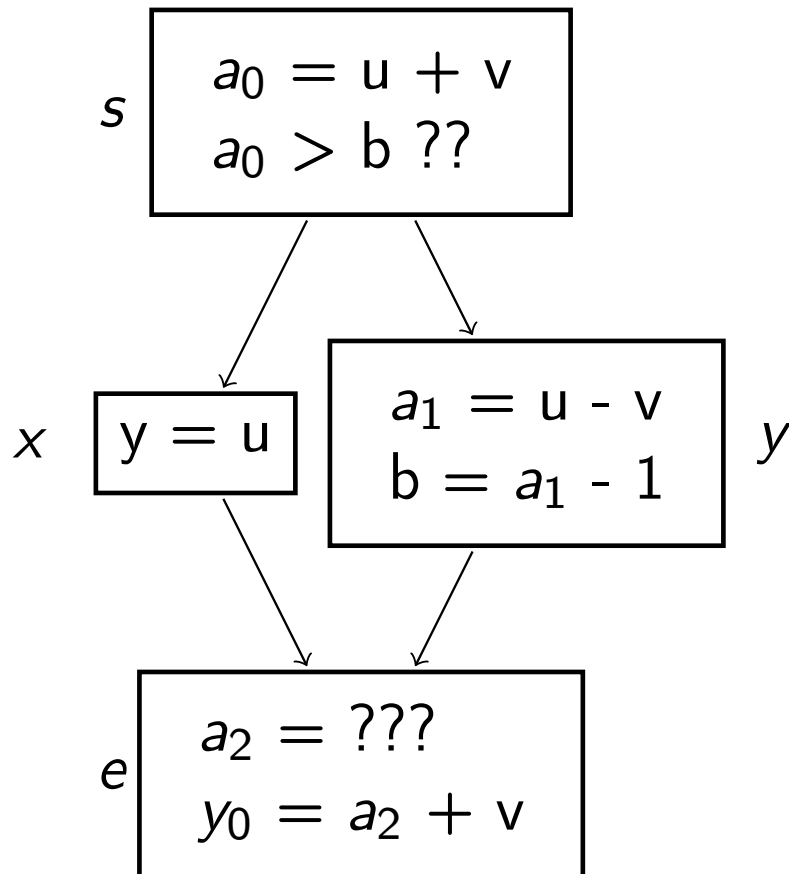 a₀ = u + v
s
a₀ > b ??
x
y = u
a₁ = u - v
b = a₁ - 1
y
a₂ = ???
e
y₀ = a₂ + v